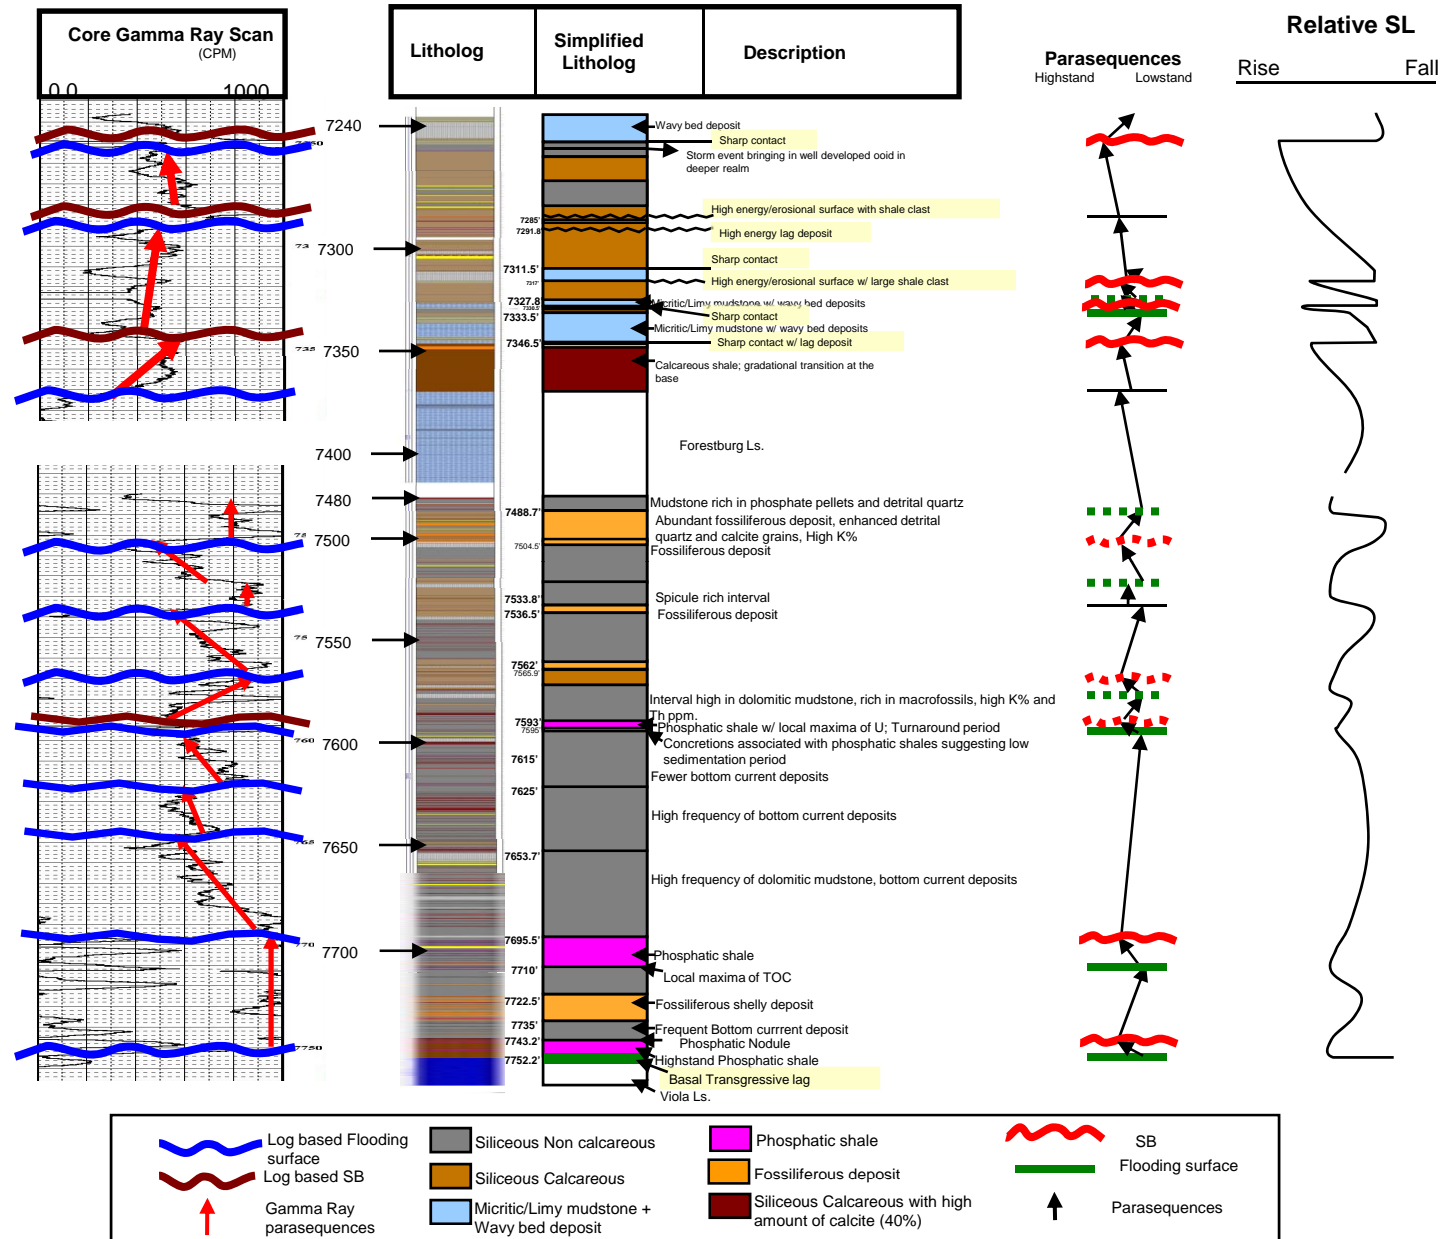 Core Gamma Ray Scan
(CPM)
0.0 1000
Litholog
Simplified
Litholog
Description
Parasequences
Highstand Lowstand
Relative SL
Rise Fall
7240
Wavy bed deposit
Sharp contact
Storm event bringing in well developed ooid in
deeper realm
High energy/erosional surface with shale clast
7285'
7291.8'
High energy lag deposit
7300
Sharp contact
7311.5'
7317'
High energy/erosional surface w/ large shale clast
7327.8'
Micritic/Limy mudstone w/ wavy bed deposits
7333.5'
Sharp contact
Micritic/Limy mudstone w/ wavy bed deposits
7346.5'
Sharp contact w/ lag deposit
7350
Calcareous shale; gradational transition at the
base
Forestburg Ls.
7400
7480
Mudstone rich in phosphate pellets and detrital quartz
7488.7'
Abundant fossiliferous deposit, enhanced detrital
quartz and calcite grains, High K%
7500
7504.5'
Fossiliferous deposit
Spicule rich interval
7533.8'
7536.5'
Fossiliferous deposit
7550
7562'
7565.9'
Interval high in dolomitic mudstone, rich in macrofossils, high K% and
Th ppm.
7593'
Phosphatic shale w/ local maxima of U; Turnaround period
7595'
Concretions associated with phosphatic shales suggesting low
sedimentation period
7600
7615'
Fewer bottom current deposits
7625'
High frequency of bottom current deposits
7650
7653.7'
High frequency of dolomitic mudstone, bottom current deposits
7695.5'
7700
Phosphatic shale
7710'
Local maxima of TOC
7722.5'
Fossiliferous shelly deposit
7735'
Frequent Bottom currrent deposit
7743.2'
Phosphatic Nodule
7750
7752.2'
Highstand Phosphatic shale
Basal Transgressive lag
Viola Ls.
Log based Flooding
surface
Log based SB
Gamma Ray
parasequences
Siliceous Non calcareous
Siliceous Calcareous
Micritic/Limy mudstone +
Wavy bed deposit
Phosphatic shale
Fossiliferous deposit
Siliceous Calcareous with high
amount of calcite (40%)
SB
Flooding surface
Parasequences